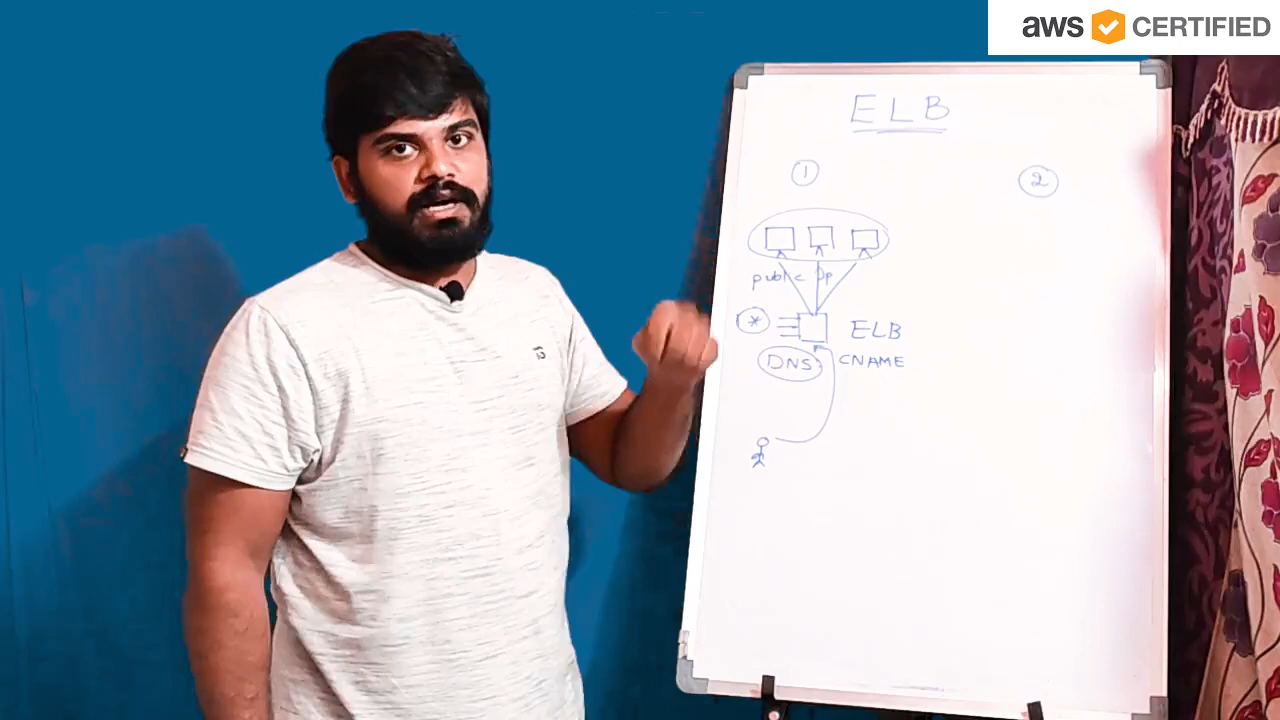 aws CERTIFIED
ELB
1
2
public Ip
* ELB
DNS CNAME